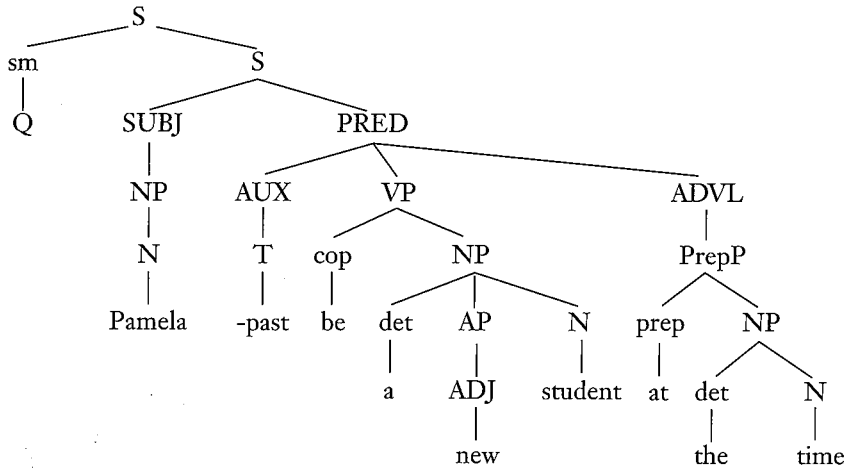 S
sm S
Q SUBJ PRED
NP AUX VP ADVL
N T cop NP PrepP
Pamela -past be det AP N prep NP
a ADJ student at det N
new the time